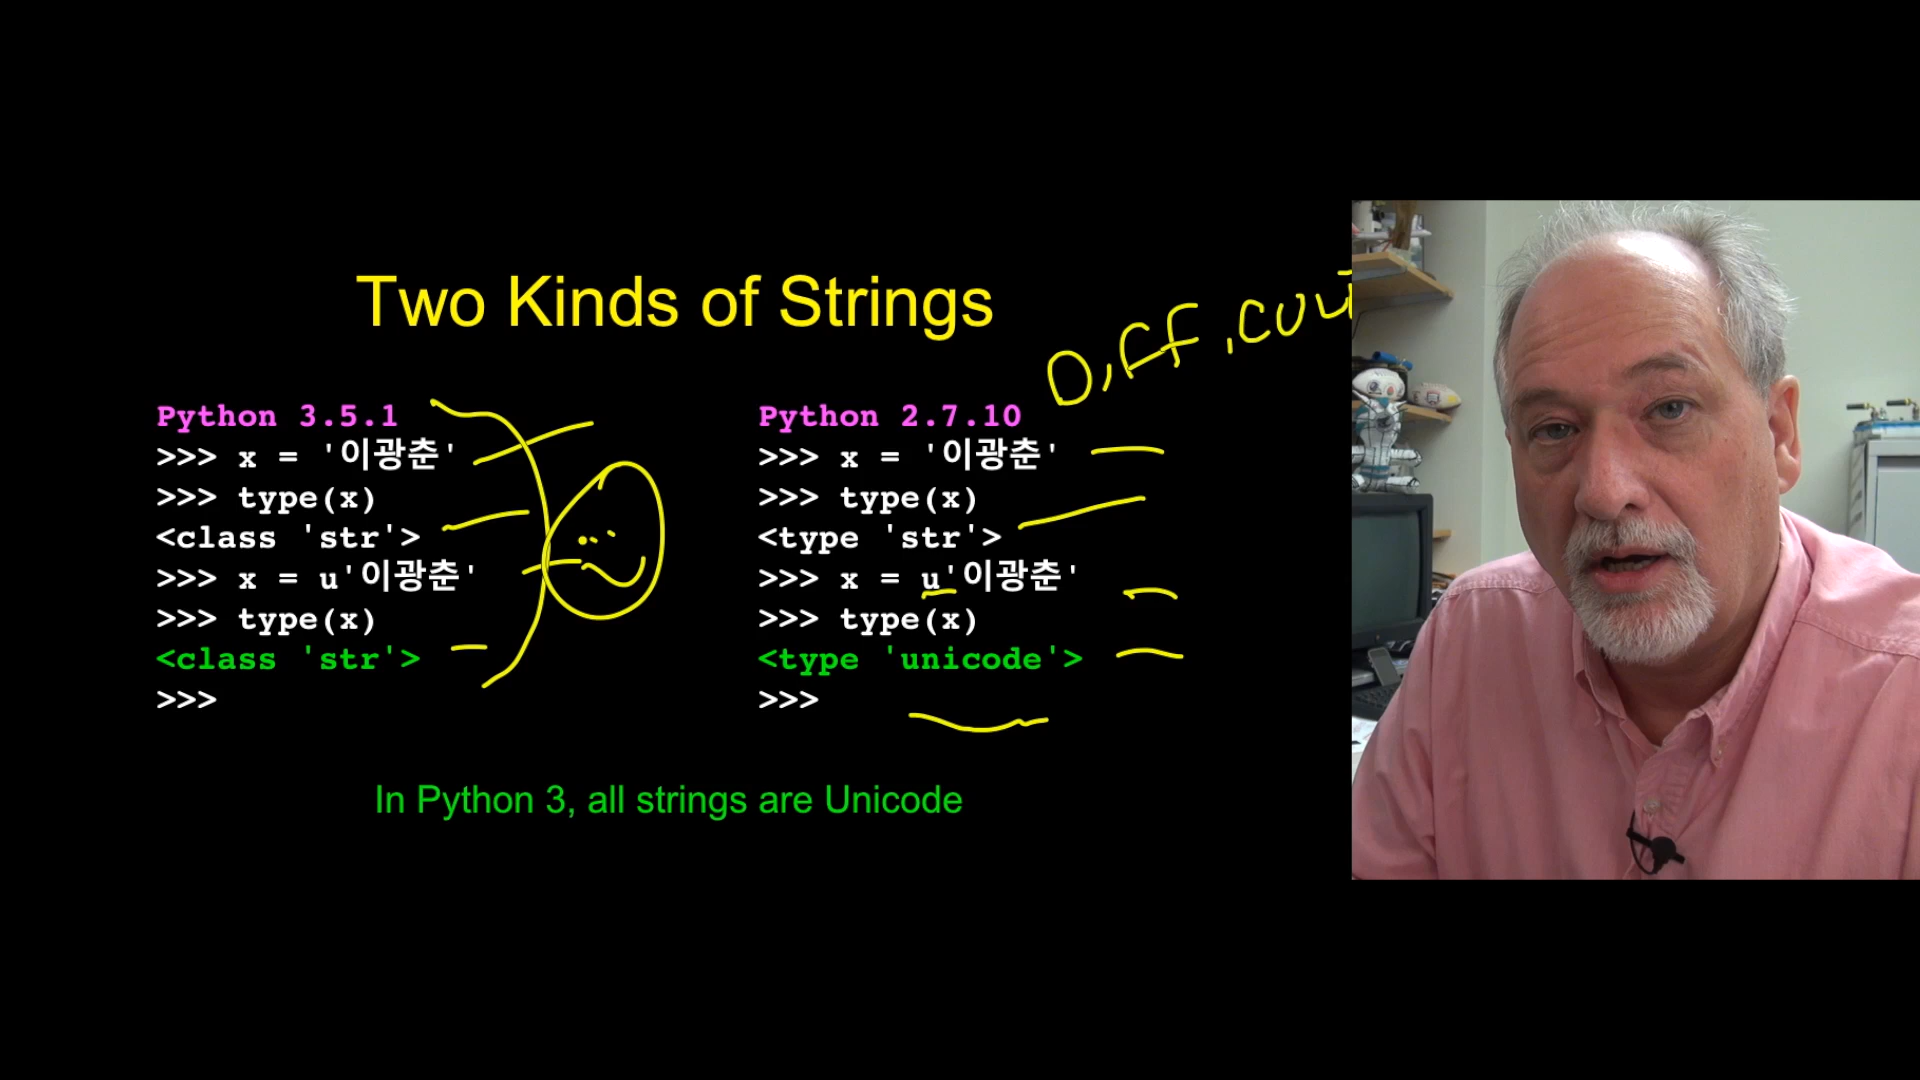 Two Kinds of Strings
Python 3.5.1
>>> x = '이광춘'
>>> type(x)
<class 'str'>
>>> x = u'이광춘'
>>> type(x)
<class 'str'>
>>>
Python 2.7.10
>>> x = '이광춘'
>>> type(x)
<type 'str'>
>>> x = u'이광춘'
>>> type(x)
<type 'unicode'>
>>>
In Python 3, all strings are Unicode